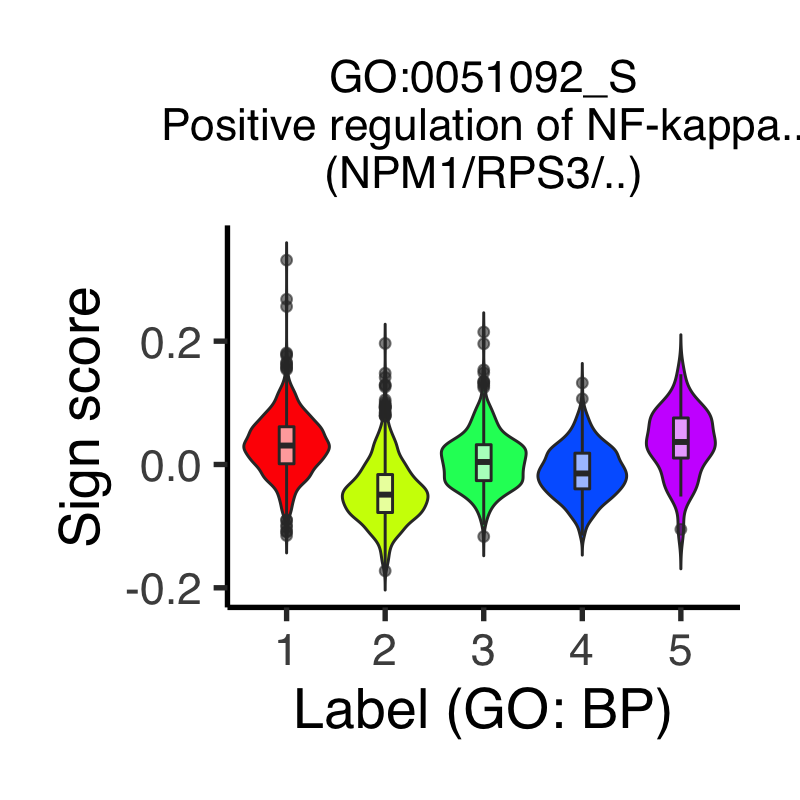 GO:0051092_S
Positive regulation of NF-kappa..
(NPM1/RPS3/..)
Sign score
0.2
0.0
-0.2
1 2 3 4 5
Label (GO: BP)